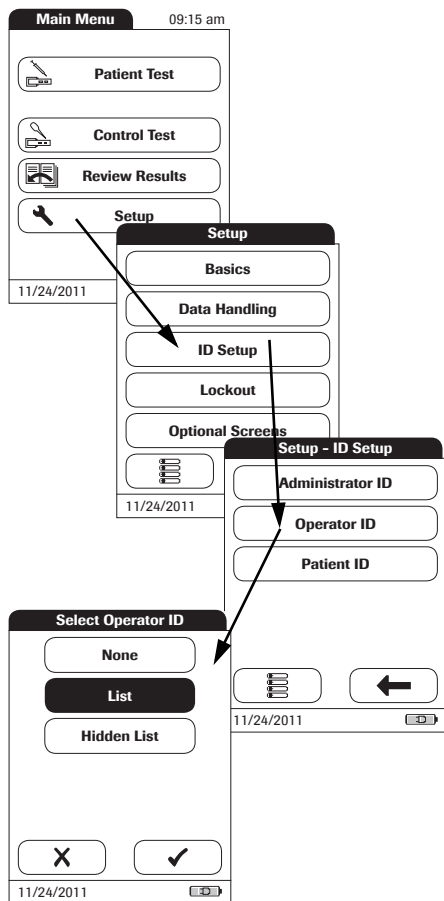 Main Menu 09:15 am
Patient Test
Control Test
Review Results
Setup
11/24/2011
Setup
Basics
Data Handling
ID Setup
Lockout
Optional Screens
11/24/2011
Setup - ID Setup
Administrator ID
Operator ID
Patient ID
11/24/2011
Select Operator ID
None
List
Hidden List
11/24/2011